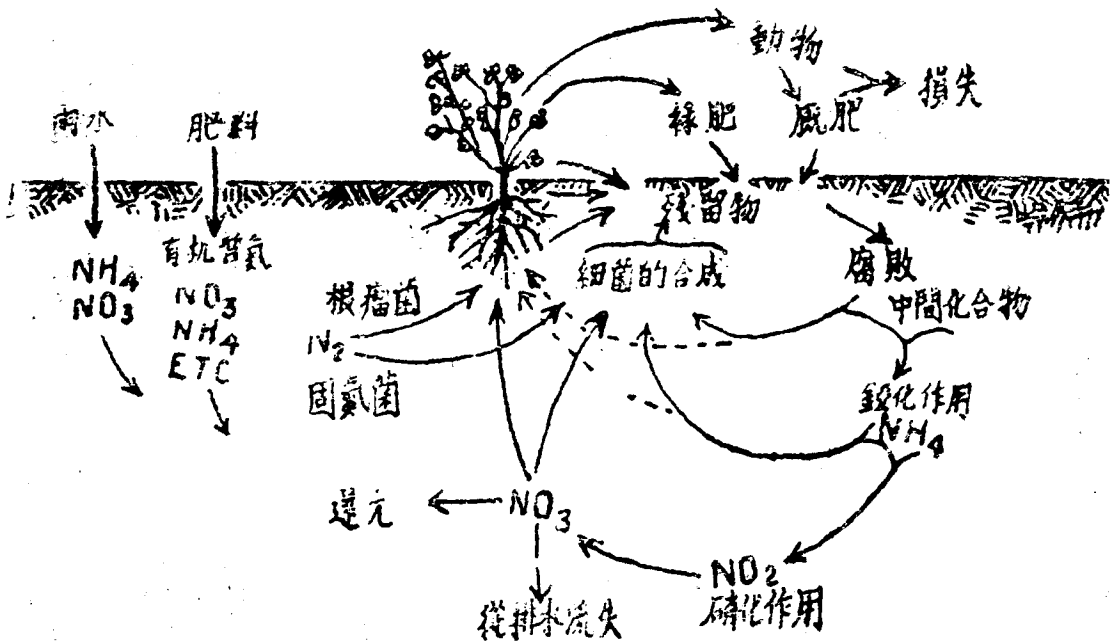 動物
損失
雨水
肥料
綠肥
廐肥
殘留物
有机質氮
NH4
NO3
NO3
NH4
ETC
細菌的合成
腐敗
中間化合物
根瘤菌
N2
固氮菌
銨化作用
NH4
還元
NO3
NO2
硝化作用
從排水流失